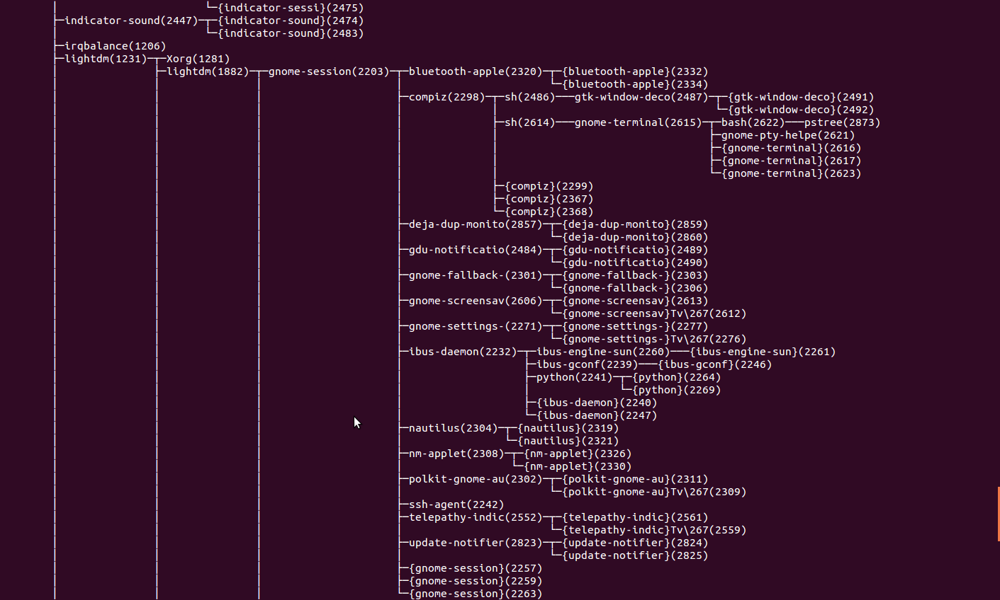 │                       └─{indicator-sessi}(2475)
├─indicator-sound(2447)─┬─{indicator-sound}(2474)
│                       └─{indicator-sound}(2483)
├─irqbalance(1206)
├─lightdm(1231)─┬─Xorg(1281)
│               ├─lightdm(1882)─┬─gnome-session(2203)─┬─bluetooth-apple(2320)─┬─{bluetooth-apple}(2332)
│               │               │                     │                       └─{bluetooth-apple}(2334)
│               │               │                     ├─compiz(2298)─┬─sh(2486)───gtk-window-deco(2487)─┬─{gtk-window-deco}(2491)
│               │               │                     │              │                                  └─{gtk-window-deco}(2492)
│               │               │                     │              ├─sh(2614)───gnome-terminal(2615)─┬─bash(2622)───pstree(2873)
│               │               │                     │              │                                 ├─gnome-pty-helpe(2621)
│               │               │                     │              │                                 ├─{gnome-terminal}(2616)
│               │               │                     │              │                                 ├─{gnome-terminal}(2617)
│               │               │                     │              │                                 └─{gnome-terminal}(2623)
│               │               │                     │              ├─{compiz}(2299)
│               │               │                     │              ├─{compiz}(2367)
│               │               │                     │              └─{compiz}(2368)
│               │               │                     ├─deja-dup-monito(2857)─┬─{deja-dup-monito}(2859)
│               │               │                     │                       └─{deja-dup-monito}(2860)
│               │               │                     ├─gdu-notificatio(2484)─┬─{gdu-notificatio}(2489)
│               │               │                     │                       └─{gdu-notificatio}(2490)
│               │               │                     ├─gnome-fallback-(2301)─┬─{gnome-fallback-}(2303)
│               │               │                     │                       └─{gnome-fallback-}(2306)
│               │               │                     ├─gnome-screensav(2606)─┬─{gnome-screensav}(2613)
│               │               │                     │                       └─{gnome-screensav}Tv\267(2612)
│               │               │                     ├─gnome-settings-(2271)─┬─{gnome-settings-}(2277)
│               │               │                     │                       └─{gnome-settings-}Tv\267(2276)
│               │               │                     ├─ibus-daemon(2232)─┬─ibus-engine-sun(2260)───{ibus-engine-sun}(2261)
│               │               │                     │                   ├─ibus-gconf(2239)───{ibus-gconf}(2246)
│               │               │                     │                   ├─python(2241)─┬─{python}(2264)
│               │               │                     │                   │              └─{python}(2269)
│               │               │                     │                   ├─{ibus-daemon}(2240)
│               │               │                     │                   └─{ibus-daemon}(2247)
│               │               │                     ├─nautilus(2304)─┬─{nautilus}(2319)
│               │               │                     │                └─{nautilus}(2321)
│               │               │                     ├─nm-applet(2308)─┬─{nm-applet}(2326)
│               │               │                     │                 └─{nm-applet}(2330)
│               │               │                     ├─polkit-gnome-au(2302)─┬─{polkit-gnome-au}(2311)
│               │               │                     │                       └─{polkit-gnome-au}Tv\267(2309)
│               │               │                     ├─ssh-agent(2242)
│               │               │                     ├─telepathy-indic(2552)─┬─{telepathy-indic}(2561)
│               │               │                     │                       └─{telepathy-indic}Tv\267(2559)
│               │               │                     ├─update-notifier(2823)─┬─{update-notifier}(2824)
│               │               │                     │                       └─{update-notifier}(2825)
│               │               │                     ├─{gnome-session}(2257)
│               │               │                     ├─{gnome-session}(2259)
│               │               │                     └─{gnome-session}(2263)